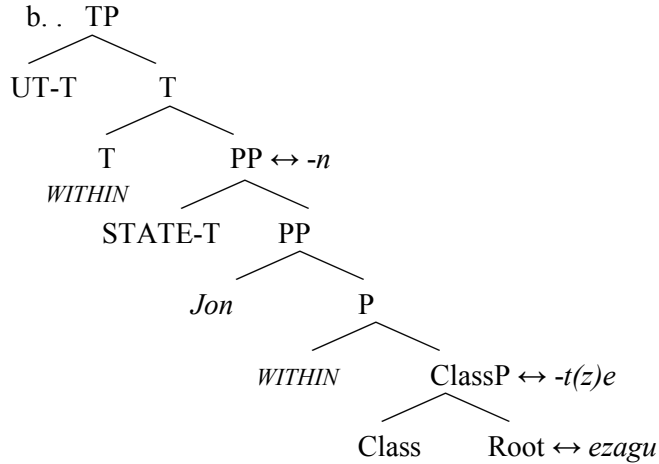 b. . TP
UT-T T
T PP ↔ -n
WITHIN
STATE-T PP
Jon P
WITHIN ClassP ↔ -t(z)e
Class Root ↔ ezagu